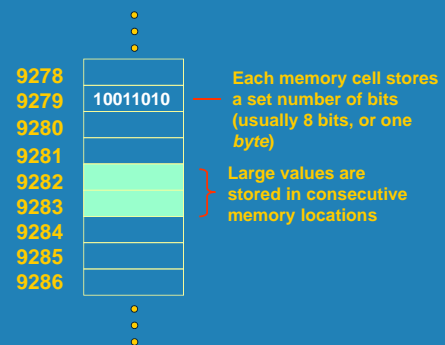 9278
9279 10011010
9280
9281
9282
9283
9284
9285
9286
Each memory cell stores
a set number of bits
(usually 8 bits, or one
byte)
Large values are
stored in consecutive
memory locations